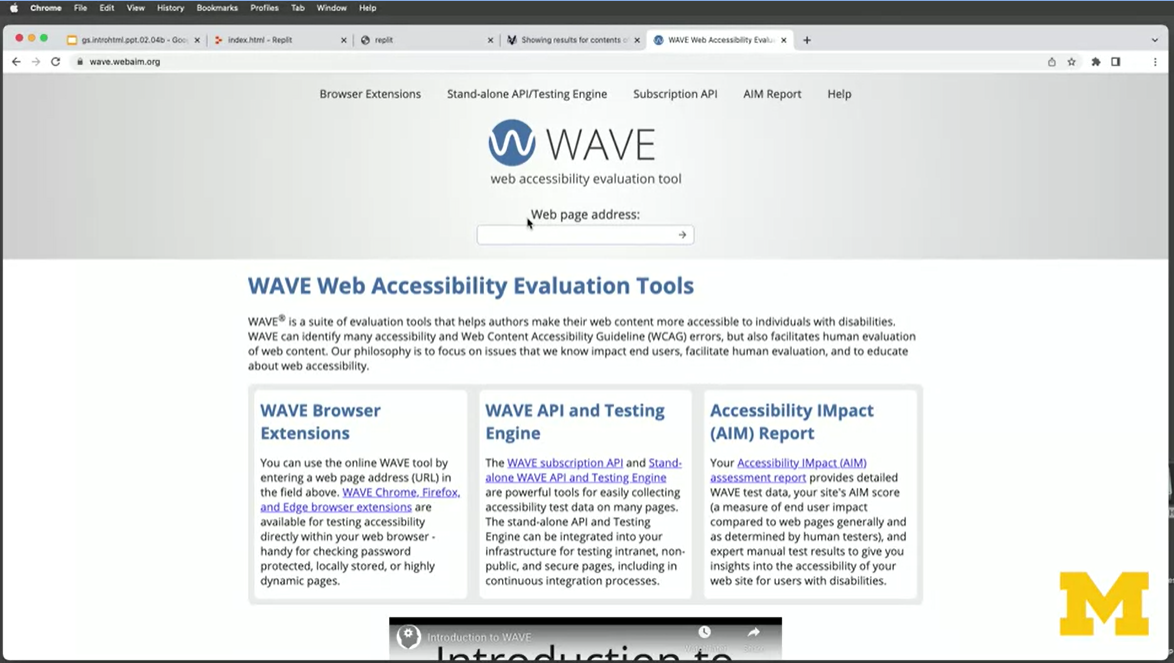 Chrome File Edit View History Bookmarks Profiles Tab Window Help
gs.introhtml.ppt.02.04b - Goo
index.html - Replit
replit
Showing results for contents o
WAVE Web Accessibility Evalu
wave.webaim.org
Browser Extensions Stand-alone API/Testing Engine Subscription API AIM Report Help
WAVE
web accessibility evaluation tool
Web page address:
WAVE Web Accessibility Evaluation Tools
WAVE® is a suite of evaluation tools that helps authors make their web content more accessible to individuals with disabilities.
WAVE can identify many accessibility and Web Content Accessibility Guideline (WCAG) errors, but also facilitates human evaluation
of web content. Our philosophy is to focus on issues that we know impact end users, facilitate human evaluation, and to educate
about web accessibility.
WAVE Browser
Extensions
You can use the online WAVE tool by
entering a web page address (URL) in
the field above. WAVE Chrome, Firefox,
and Edge browser extensions are
available for testing accessibility
directly within your web browser -
handy for checking password
protected, locally stored, or highly
dynamic pages.
WAVE API and Testing
Engine
The WAVE subscription API and Stand-
alone WAVE API and Testing Engine
are powerful tools for easily collecting
accessibility test data on many pages.
The stand-alone API and Testing
Engine can be integrated into your
infrastructure for testing intranet, non-
public, and secure pages, including in
continuous integration processes.
Accessibility IMpact
(AIM) Report
Your Accessibility IMpact (AIM)
assessment report provides detailed
WAVE test data, your site's AIM score
(a measure of end user impact
compared to web pages generally and
as determined by human testers), and
expert manual test results to give you
insights into the accessibility of your
web site for users with disabilities.
Introduction to WAVE
Introduction to
M